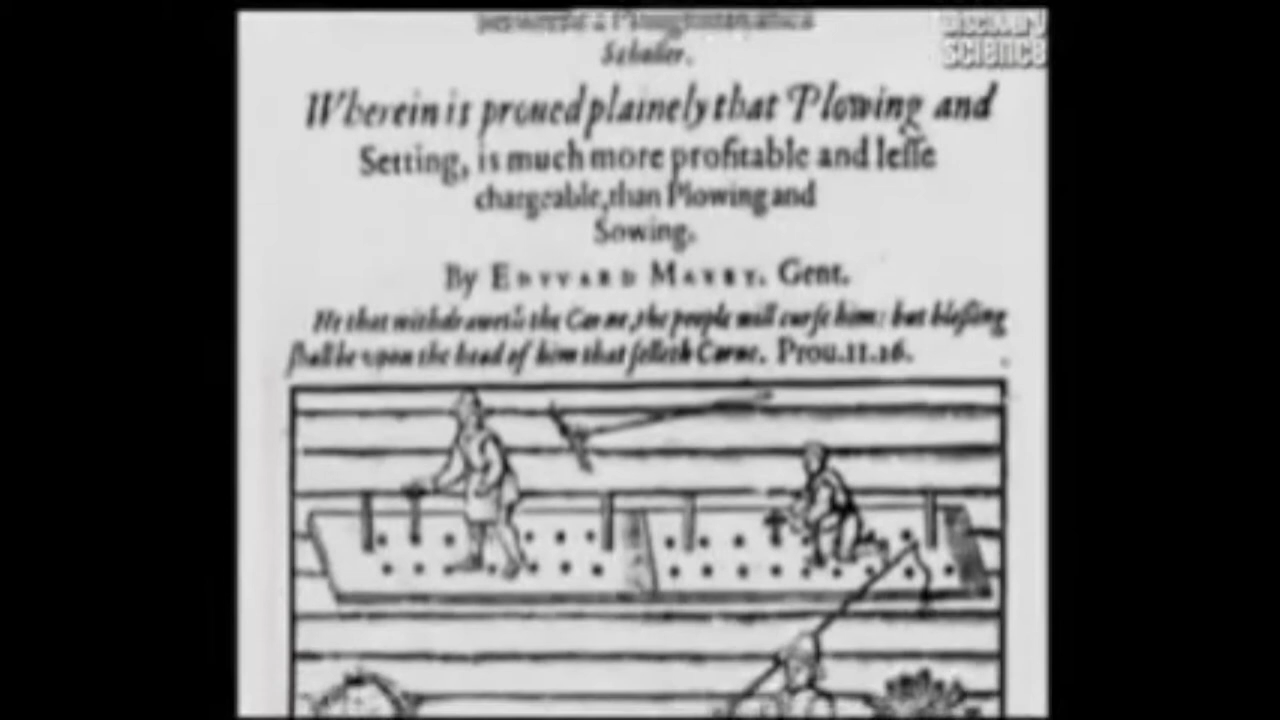 Discovery
science
Scholler.
Wherein is proued plainely that Plowing and
Setting, is much more profitable and lesse
chargeable, than Plowing and
Sowing.
By EDVVARD MAXEY. Gent.
He that withdraweth the Corne, the people will curse him: but blessing
shall be vpon the head of him that selleth Corne. Prou.11.26.